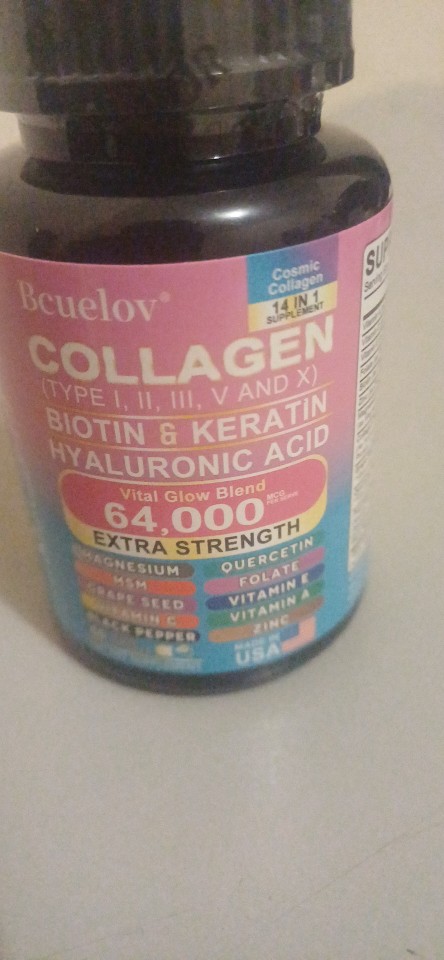 Bcuelov®
Cosmic
Collagen
14 IN 1
SUPPLEMENT
COLLAGEN
(TYPE I, II, III, V AND X)
BIOTIN & KERATIN
HYALURONIC ACID
Vital Glow Blend
64,000 MCG
EXTRA STRENGTH
MAGNESIUM
MSM
GRAPE SEED
VITAMIN C
BLACK PEPPER
QUERCETIN
FOLATE
VITAMIN E
VITAMIN A
ZINC
MADE IN
USA